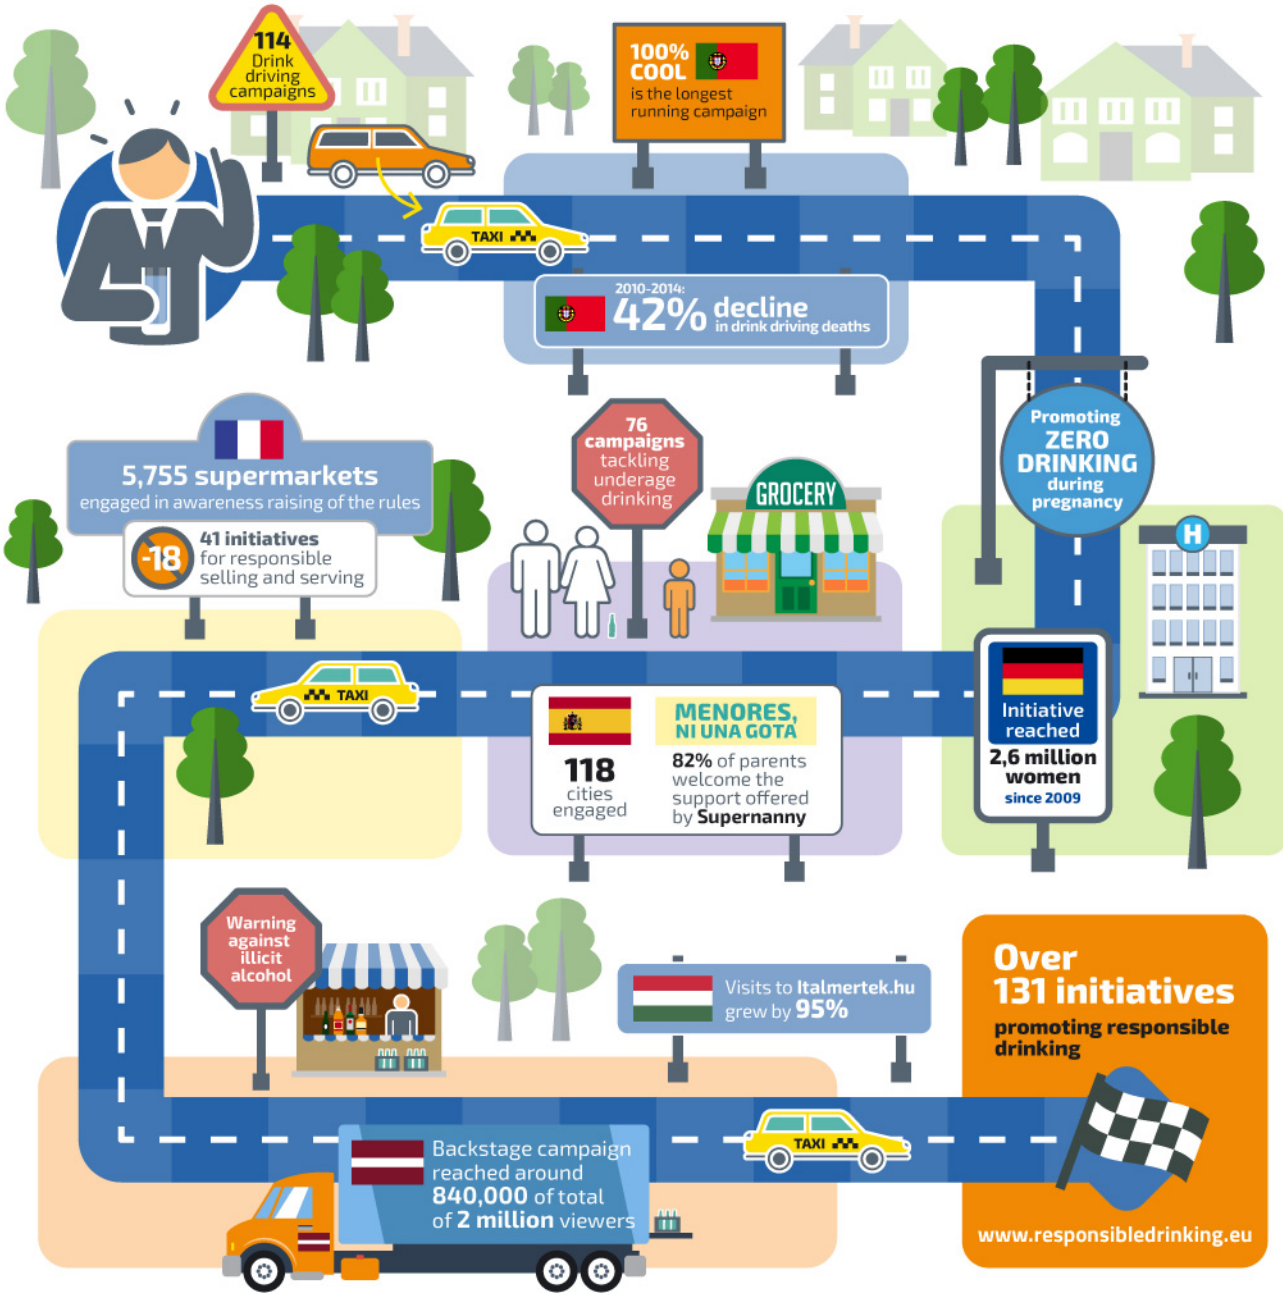 114
Drink
driving
campaigns
100%
COOL
is the longest
running campaign
TAXI
2010-2014:
42% decline
in drink driving deaths
Promoting
ZERO
DRINKING
during
pregnancy
5,755 supermarkets
engaged in awareness raising of the rules
-18
41 initiatives
for responsible
selling and serving
76
campaigns
tackling
underage
drinking
GROCERY
H
TAXI
118
cities
engaged
MENORES,
NI UNA GOTA
82% of parents
welcome the
support offered
by Supernanny
Initiative
reached
2,6 million
women
since 2009
Warning
against
illicit
alcohol
Visits to Italmertek.hu
grew by 95%
Over
131 initiatives
promoting responsible
drinking
TAXI
Backstage campaign
reached around
840,000 of total
of 2 million viewers
www.responsibledrinking.eu